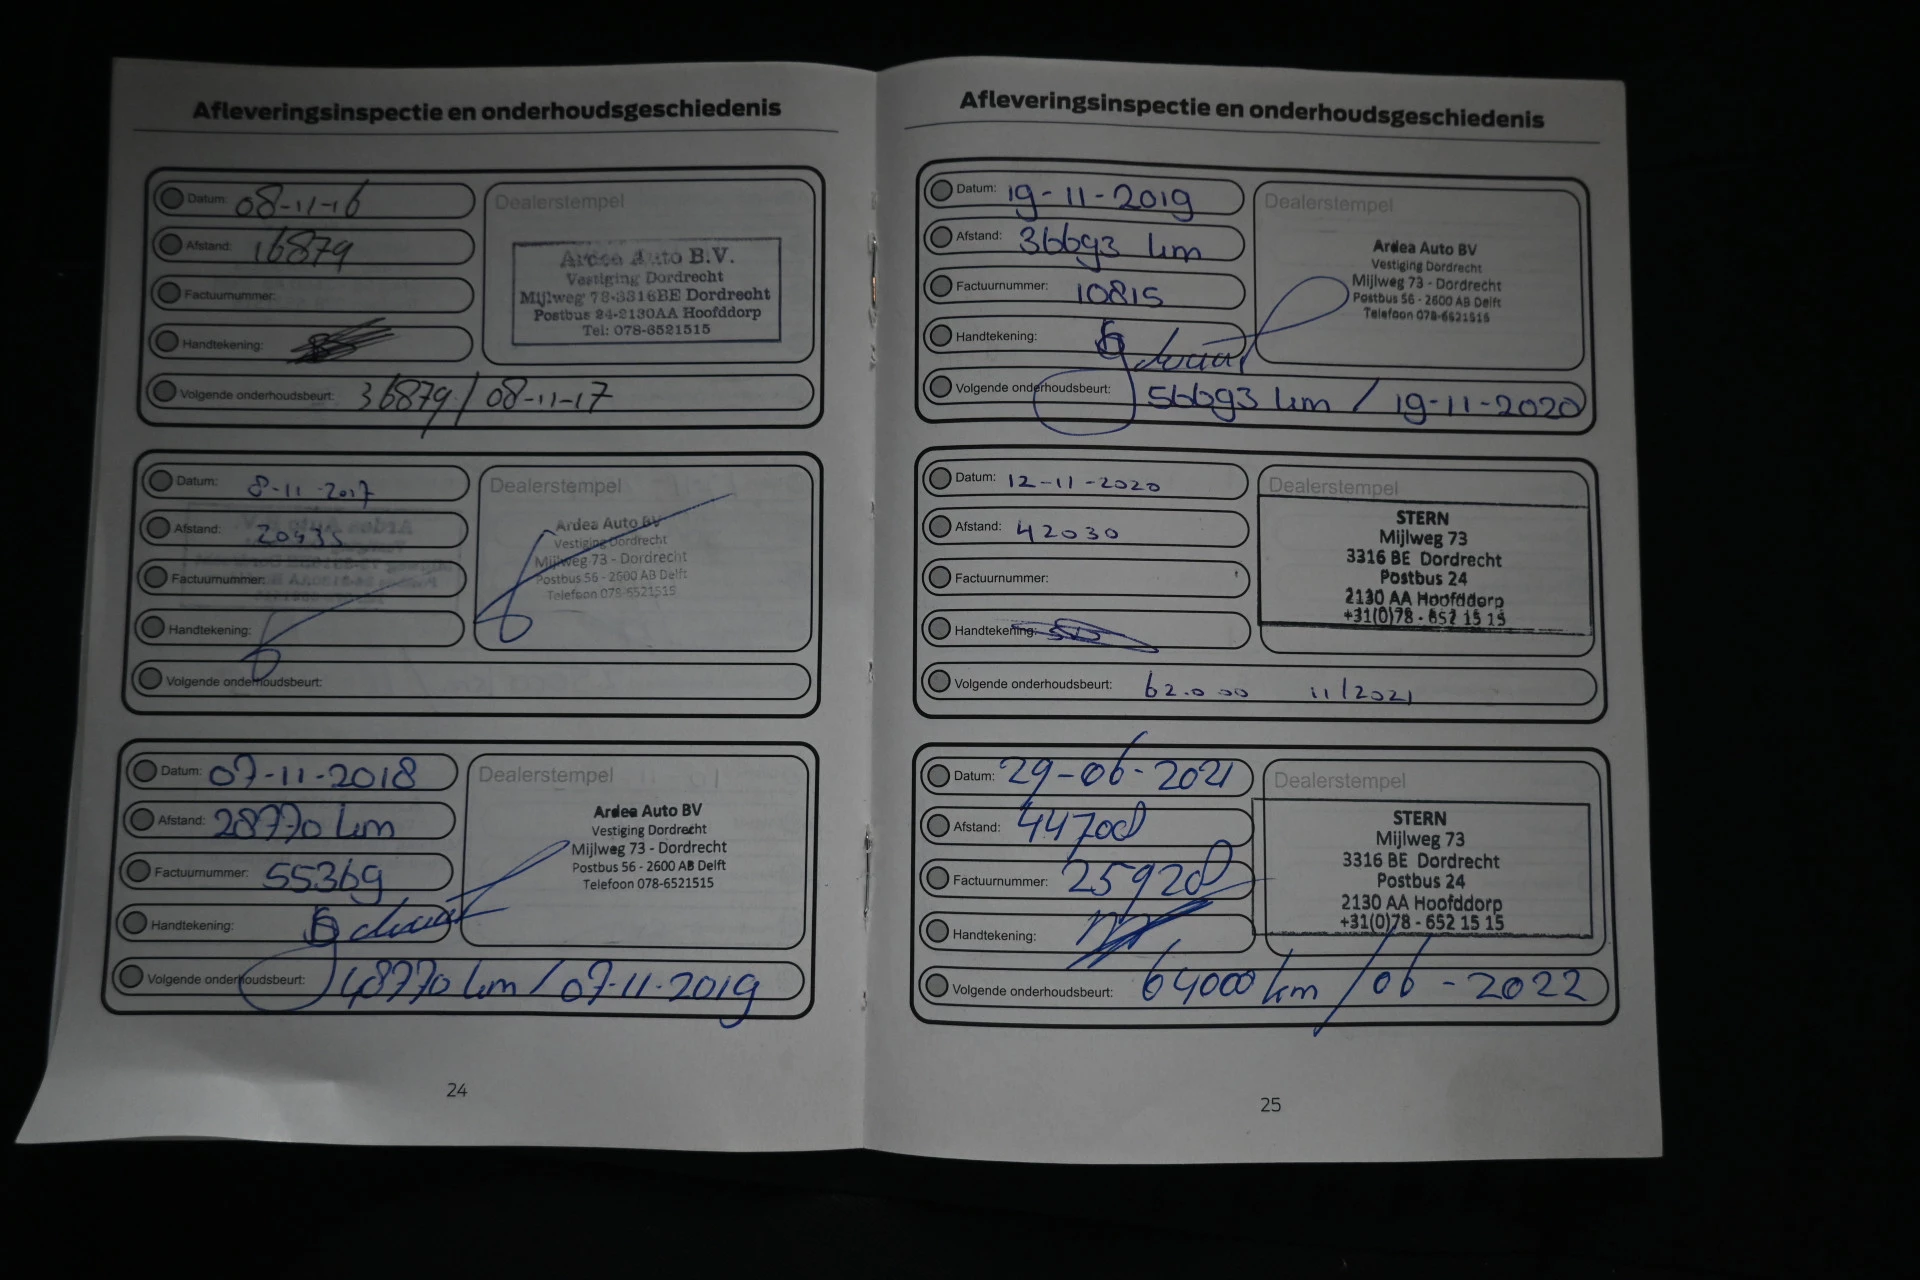 Afleveringsinspectie en onderhoudsgeschiedenis
Datum: 08-11-16
Afstand: 16879
Factuurnummer:
Handtekening:
Volgende onderhoudsbeurt: 36879 / 08-11-17
Dealerstempel
Ardea Auto B.V.
Vestiging Dordrecht
Mijlweg 73-3316BE Dordrecht
Postbus 24-2130AA Hoofddorp
Tel: 078-6521515
Datum: 8-11-2017
Afstand:
Factuurnummer:
Handtekening:
Volgende onderhoudsbeurt:
Dealerstempel
Ardea Auto BV
Vestiging Dordrecht
Mijlweg 73 - Dordrecht
Postbus 56 - 2600 AB Delft
Telefoon 078-6521515
Datum: 07-11-2018
Afstand: 28770 km
Factuurnummer: 55369
Handtekening:
Volgende onderhoudsbeurt: 48770 km / 07-11-2019
Dealerstempel
Ardea Auto BV
Vestiging Dordrecht
Mijlweg 73 - Dordrecht
Postbus 56 - 2600 AB Delft
Telefoon 078-6521515
24
Afleveringsinspectie en onderhoudsgeschiedenis
Datum: 19-11-2019
Afstand: 36693 km
Factuurnummer: 10815
Handtekening:
Volgende onderhoudsbeurt: 56693 km / 19-11-2020
Dealerstempel
Ardea Auto BV
Vestiging Dordrecht
Mijlweg 73 - Dordrecht
Postbus 56 - 2600 AB Delft
Telefoon 078-6521515
Datum: 12-11-2020
Afstand: 42030
Factuurnummer:
Handtekening:
Volgende onderhoudsbeurt: 62.000 11/2021
Dealerstempel
STERN
Mijlweg 73
3316 BE Dordrecht
Postbus 24
2130 AA Hoofddorp
+31(0)78 - 652 15 15
Datum: 29-06-2021
Afstand: 44708
Factuurnummer: 25928
Handtekening:
Volgende onderhoudsbeurt: 64000 km / 06-2022
Dealerstempel
STERN
Mijlweg 73
3316 BE Dordrecht
Postbus 24
2130 AA Hoofddorp
+31(0)78 - 652 15 15
25